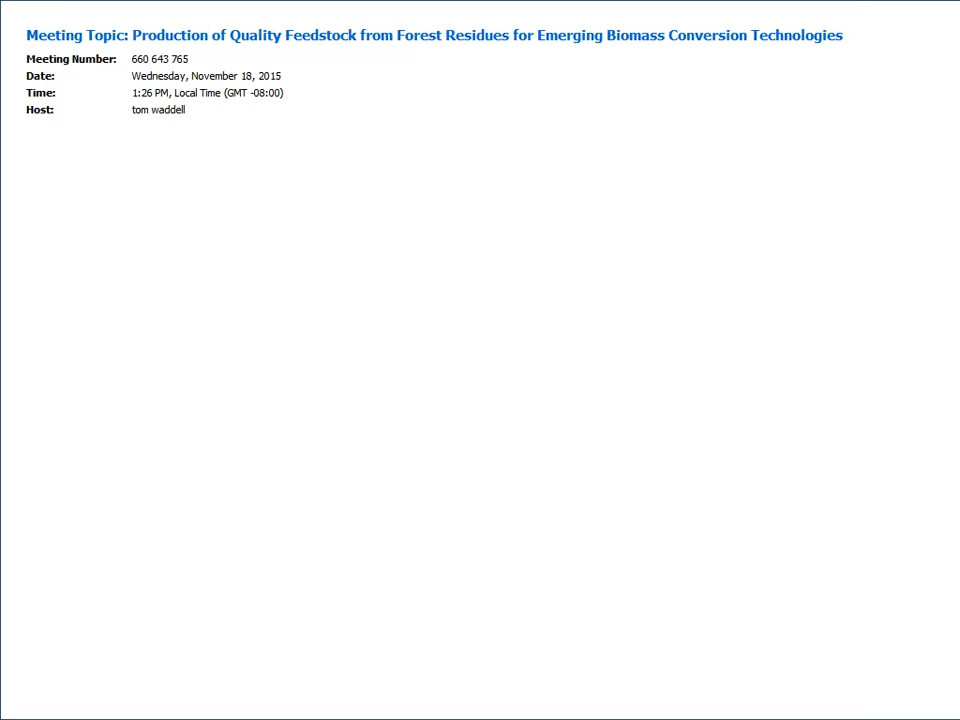 Meeting Topic: Production of Quality Feedstock from Forest Residues for Emerging Biomass Conversion Technologies
Meeting Number: 660 643 765
Date: Wednesday, November 18, 2015
Time: 1:26 PM, Local Time (GMT -08:00)
Host: tom waddell